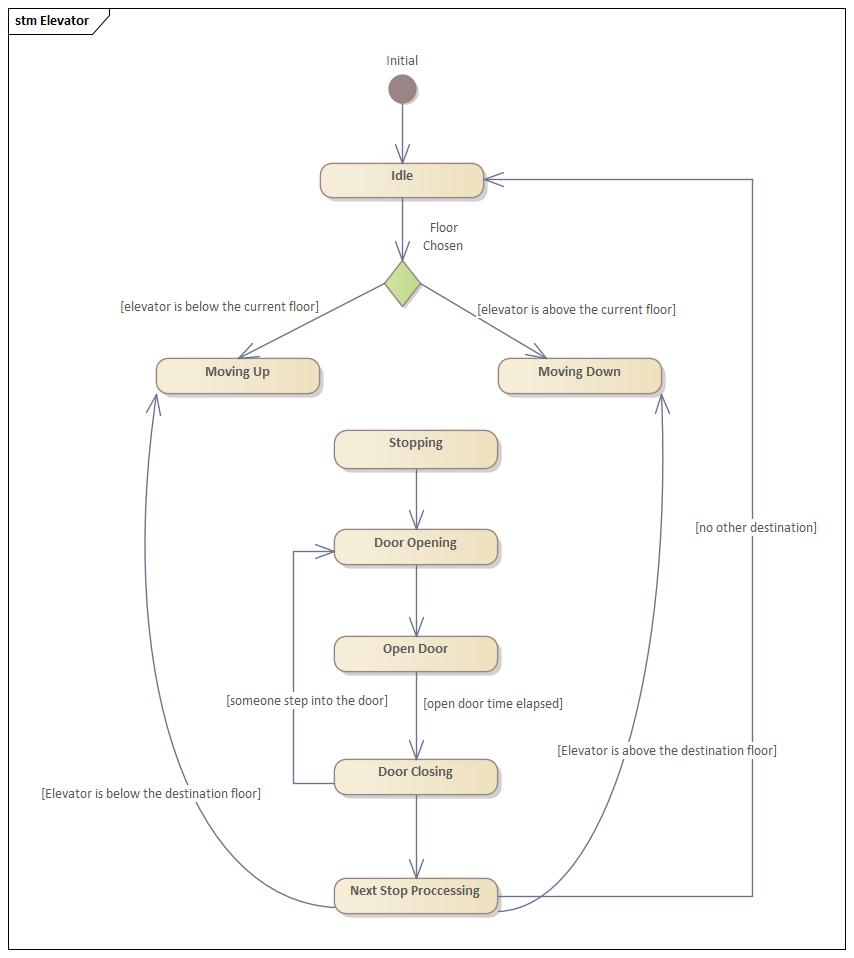 stm Elevator
Initial
Idle
Floor
Chosen
[elevator is below the current floor]
[elevator is above the current floor]
Moving Up
Moving Down
Stopping
[no other destination]
Door Opening
Open Door
[someone step into the door]
[open door time elapsed]
[Elevator is above the destination floor]
Door Closing
[Elevator is below the destination floor]
Next Stop Proccessing